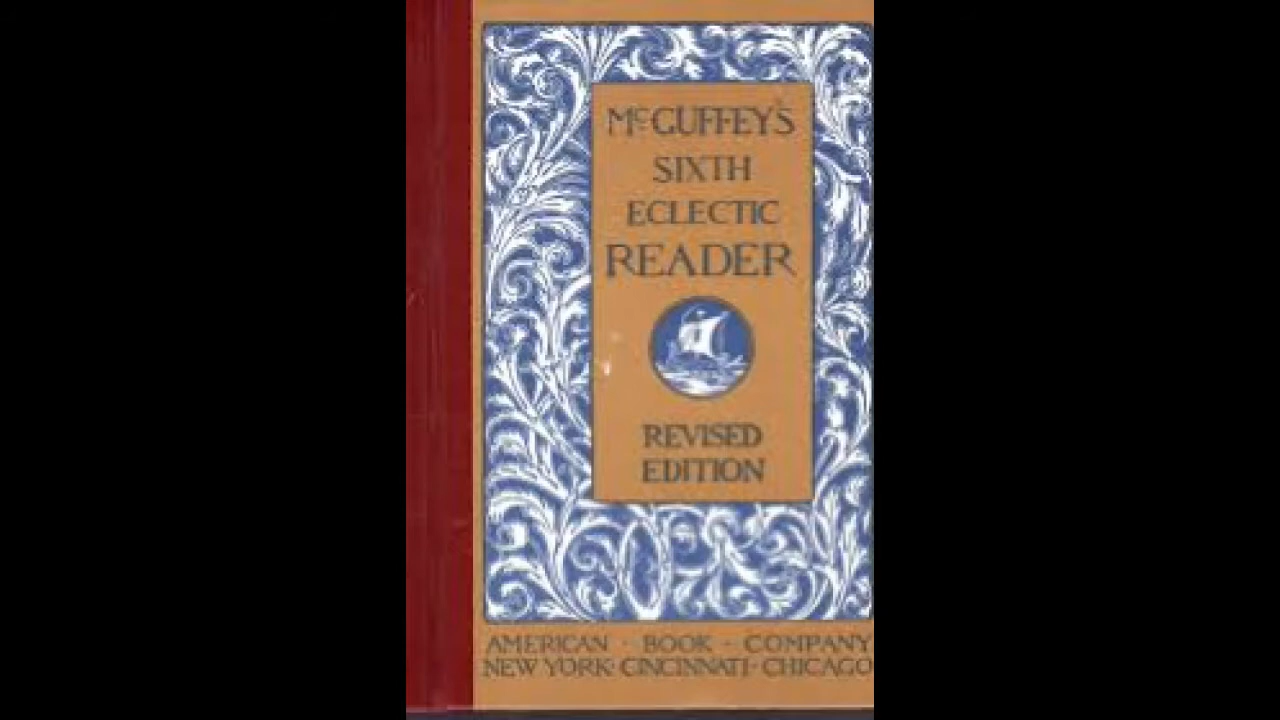 McGUFFEY'S
SIXTH
ECLECTIC
READER
REVISED
EDITION
AMERICAN · BOOK · COMPANY
NEW YORK · CINCINNATI · CHICAGO